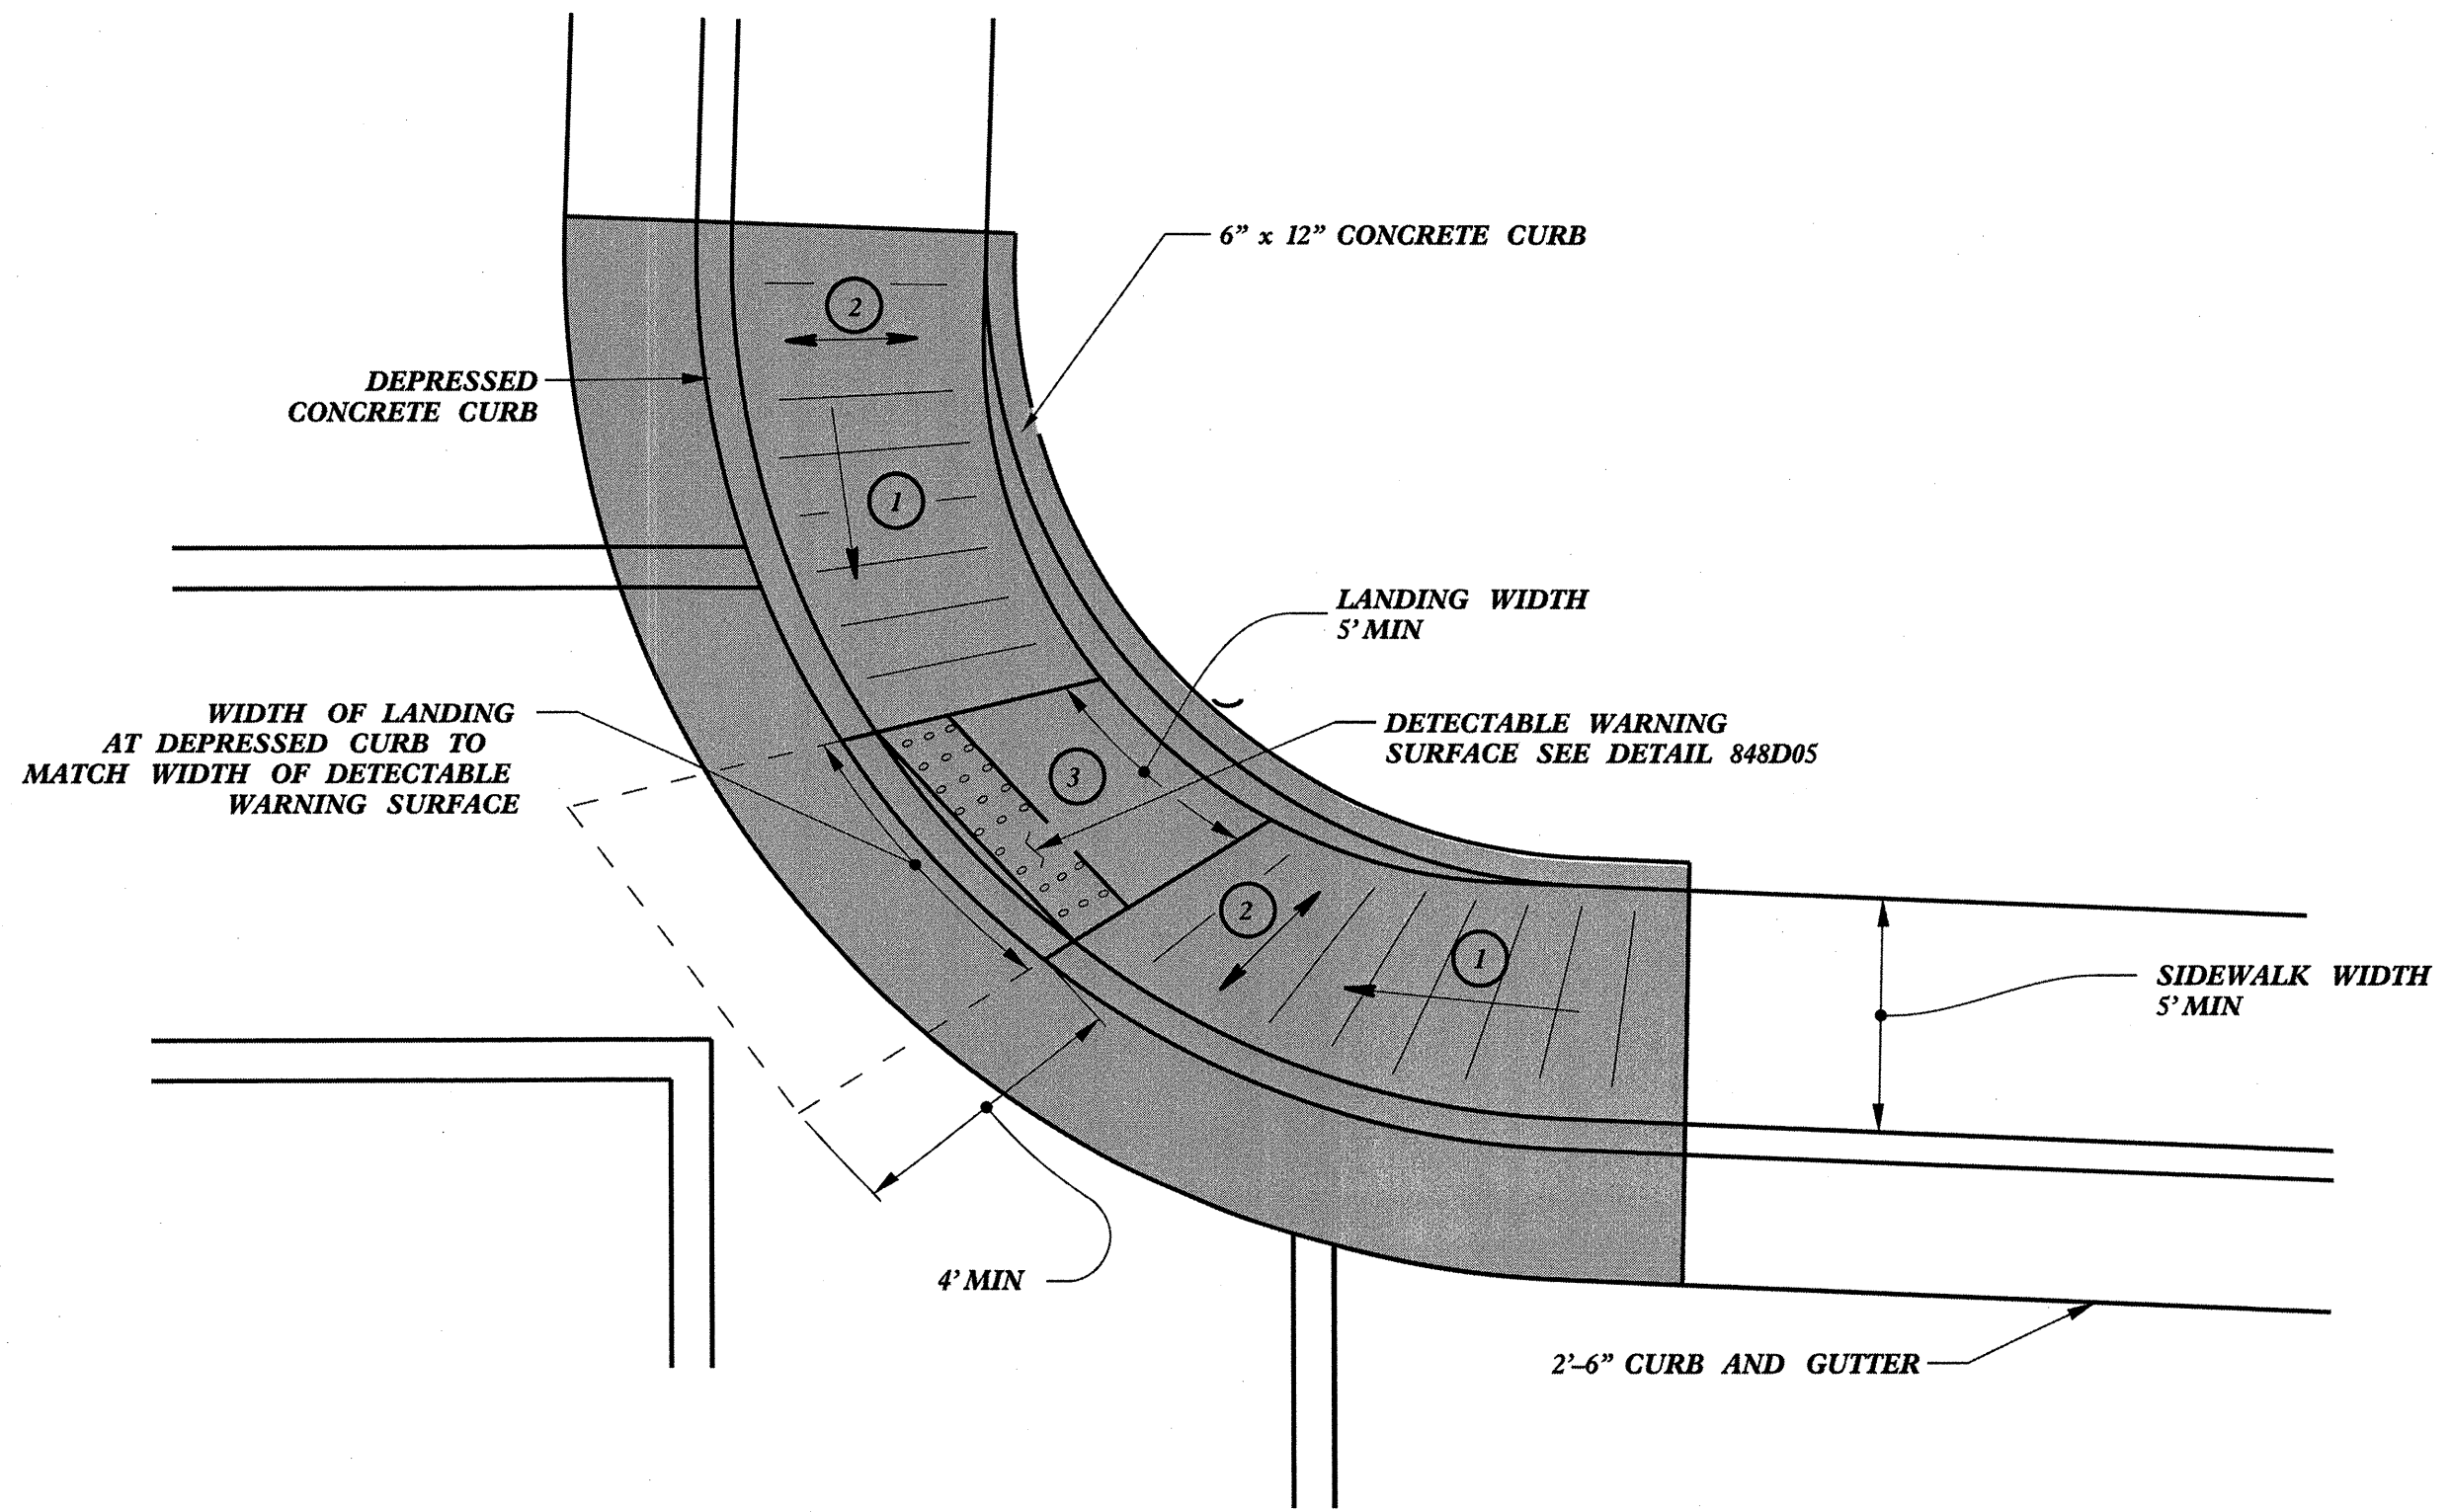 6” x 12” CONCRETE CURB
2
DEPRESSED
CONCRETE CURB
1
LANDING WIDTH
5’ MIN
WIDTH OF LANDING
AT DEPRESSED CURB TO
MATCH WIDTH OF DETECTABLE
WARNING SURFACE
DETECTABLE WARNING
SURFACE SEE DETAIL 848D05
3
2
1
SIDEWALK WIDTH
5’ MIN
4’ MIN
2’–6” CURB AND GUTTER